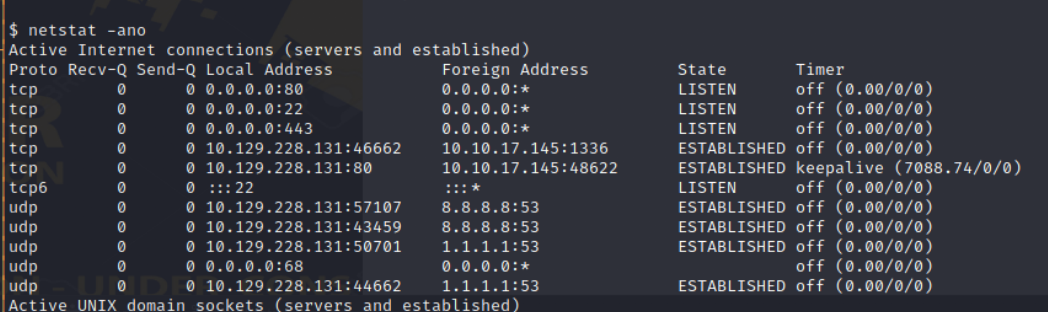 $ netstat -ano
Active Internet connections (servers and established)
Proto Recv-Q Send-Q Local Address Foreign Address State Timer
tcp 0 0 0.0.0.0:80 0.0.0.0:* LISTEN off (0.00/0/0)
tcp 0 0 0.0.0.0:22 0.0.0.0:* LISTEN off (0.00/0/0)
tcp 0 0 0.0.0.0:443 0.0.0.0:* LISTEN off (0.00/0/0)
tcp 0 0 10.129.228.131:46662 10.10.17.145:1336 ESTABLISHED off (0.00/0/0)
tcp 0 0 10.129.228.131:80 10.10.17.145:48622 ESTABLISHED keepalive (7088.74/0/0)
tcp6 0 0 :::22 :::* LISTEN off (0.00/0/0)
udp 0 0 10.129.228.131:57107 8.8.8.8:53 ESTABLISHED off (0.00/0/0)
udp 0 0 10.129.228.131:43459 8.8.8.8:53 ESTABLISHED off (0.00/0/0)
udp 0 0 10.129.228.131:50701 1.1.1.1:53 ESTABLISHED off (0.00/0/0)
udp 0 0 0.0.0.0:68 0.0.0.0:* off (0.00/0/0)
udp 0 0 10.129.228.131:44662 1.1.1.1:53 ESTABLISHED off (0.00/0/0)
Active UNIX domain sockets (servers and established)